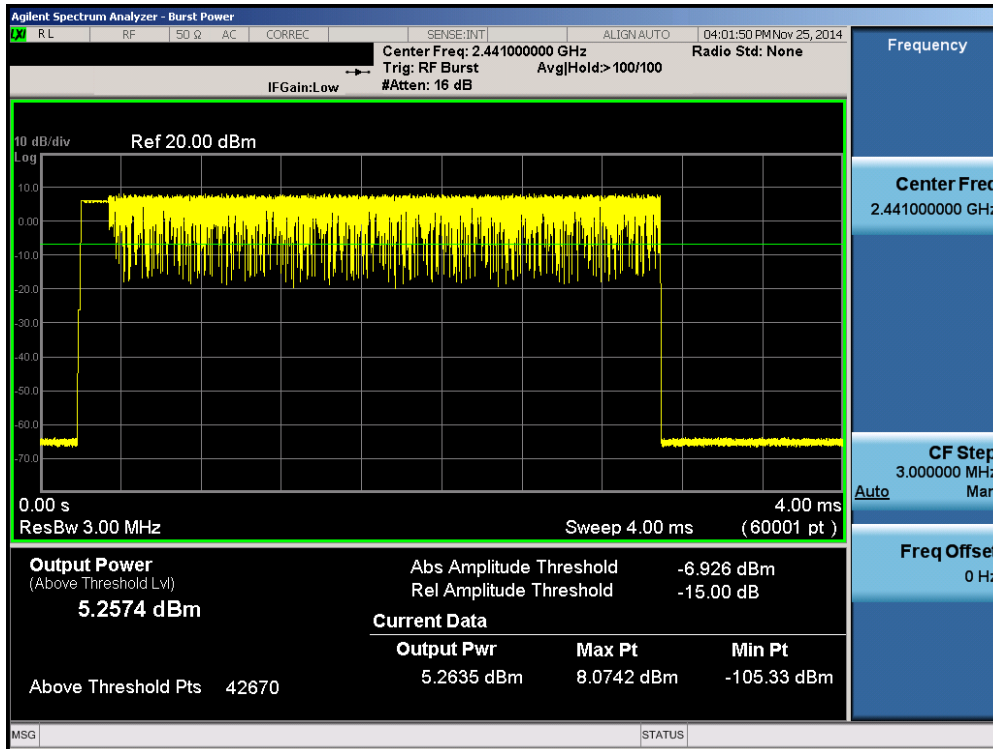 Agilent Spectrum Analyzer - Burst Power
LXI RL RF 50 Ω AC CORREC SENSE:INT ALIGNAUTO 04:01:50 PM Nov 25, 2014
Center Freq: 2.441000000 GHz Radio Std: None
Trig: RF Burst Avg|Hold:>100/100
IFGain:Low #Atten: 16 dB
10 dB/div Ref 20.00 dBm
Log
10.0
0.00
-10.0
-20.0
-30.0
-40.0
-50.0
-60.0
-70.0
0.00 s 4.00 ms
ResBw 3.00 MHz Sweep 4.00 ms (60001 pt)
Output Power
(Above Threshold Lvl)
5.2574 dBm
Above Threshold Pts 42670
Abs Amplitude Threshold -6.926 dBm
Rel Amplitude Threshold -15.00 dB
Current Data
Output Pwr Max Pt Min Pt
5.2635 dBm 8.0742 dBm -105.33 dBm
Frequency
Center Freq
2.441000000 GHz
CF Step
3.000000 MHz
Auto Man
Freq Offset
0 Hz
MSG STATUS